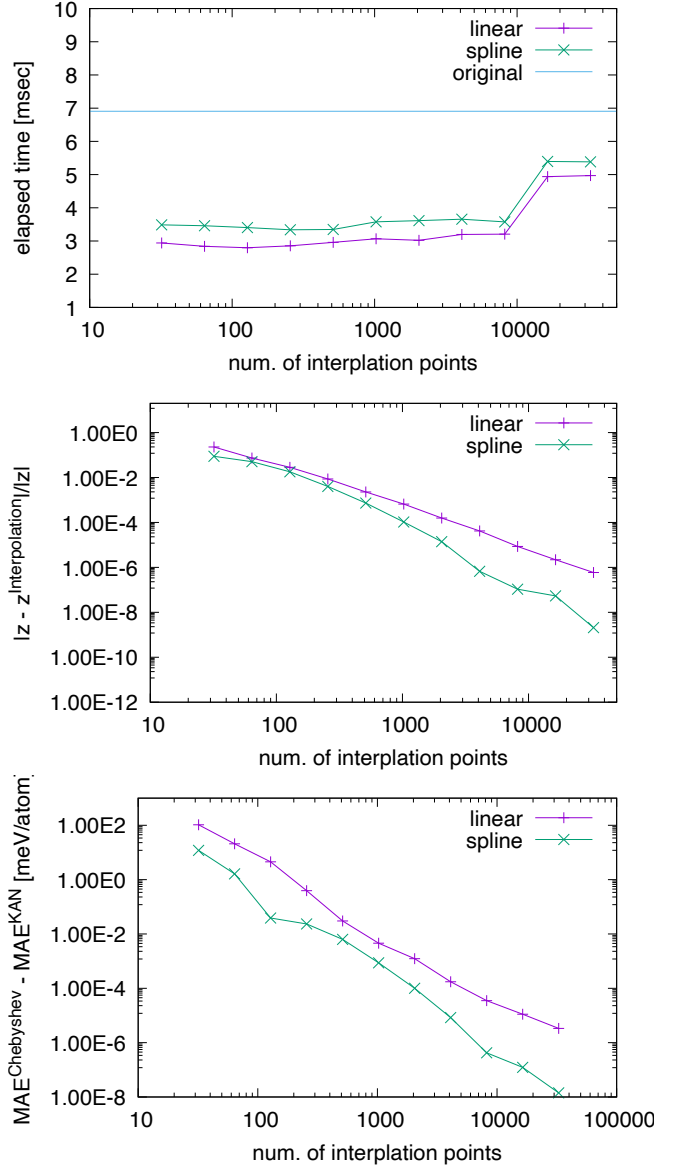 10
9
8
7
6
5
4
3
2
1
elapsed time [msec]
linear
spline
original
10 100 1000 10000
num. of interplation points
1.00E0
1.00E-2
1.00E-4
1.00E-6
1.00E-8
1.00E-10
1.00E-12
|z - z^Interpolation|/|z|
linear
spline
10 100 1000 10000
num. of interplation points
1.00E2
1.00E0
1.00E-2
1.00E-4
1.00E-6
1.00E-8
MAE^Chebyshev - MAE^KAN [meV/atom]
linear
spline
10 100 1000 10000 100000
num. of interplation points